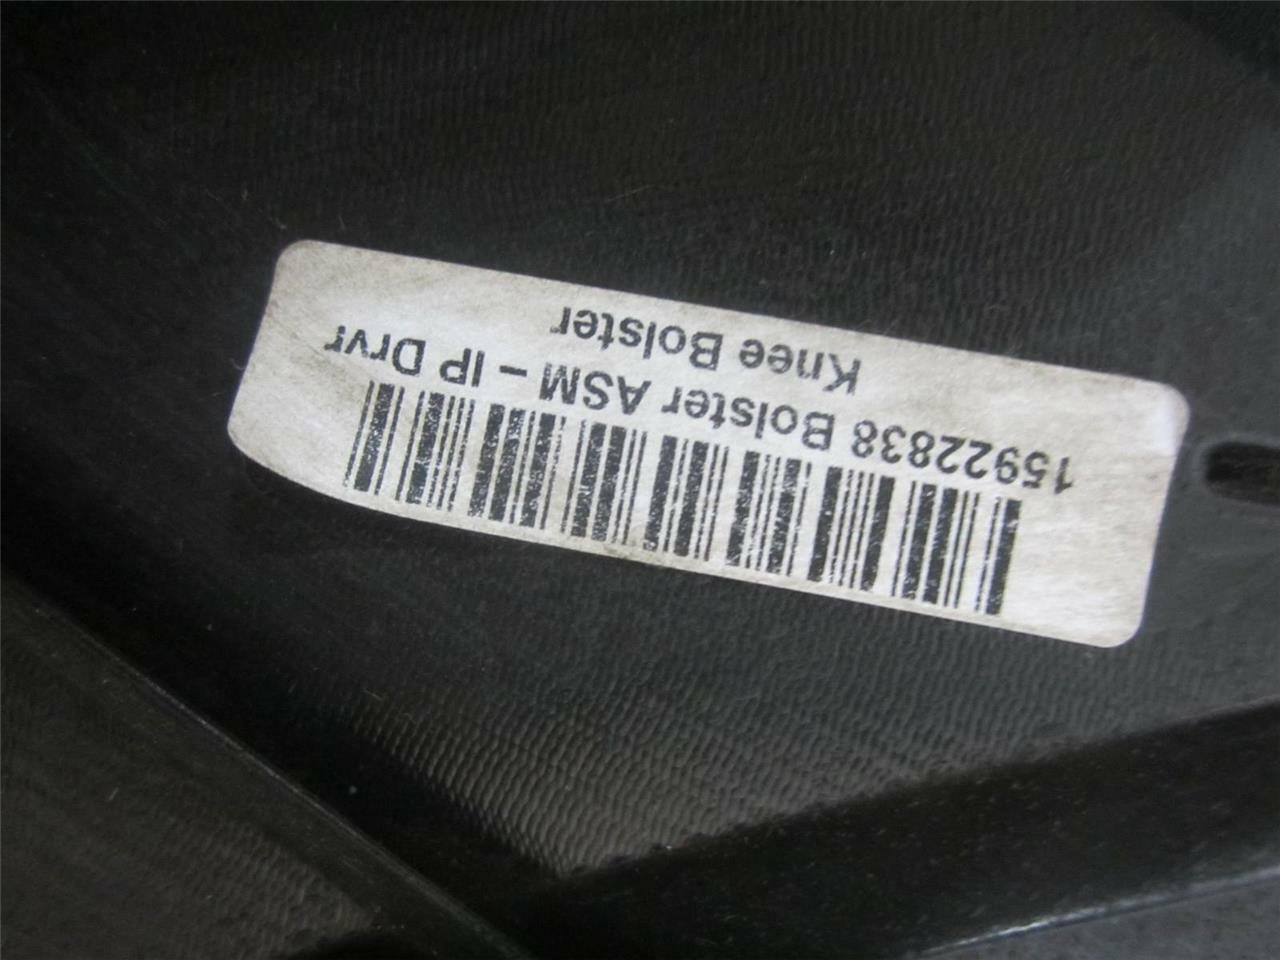 15922838 Bolster ASM – IP Drvr
Knee Bolster